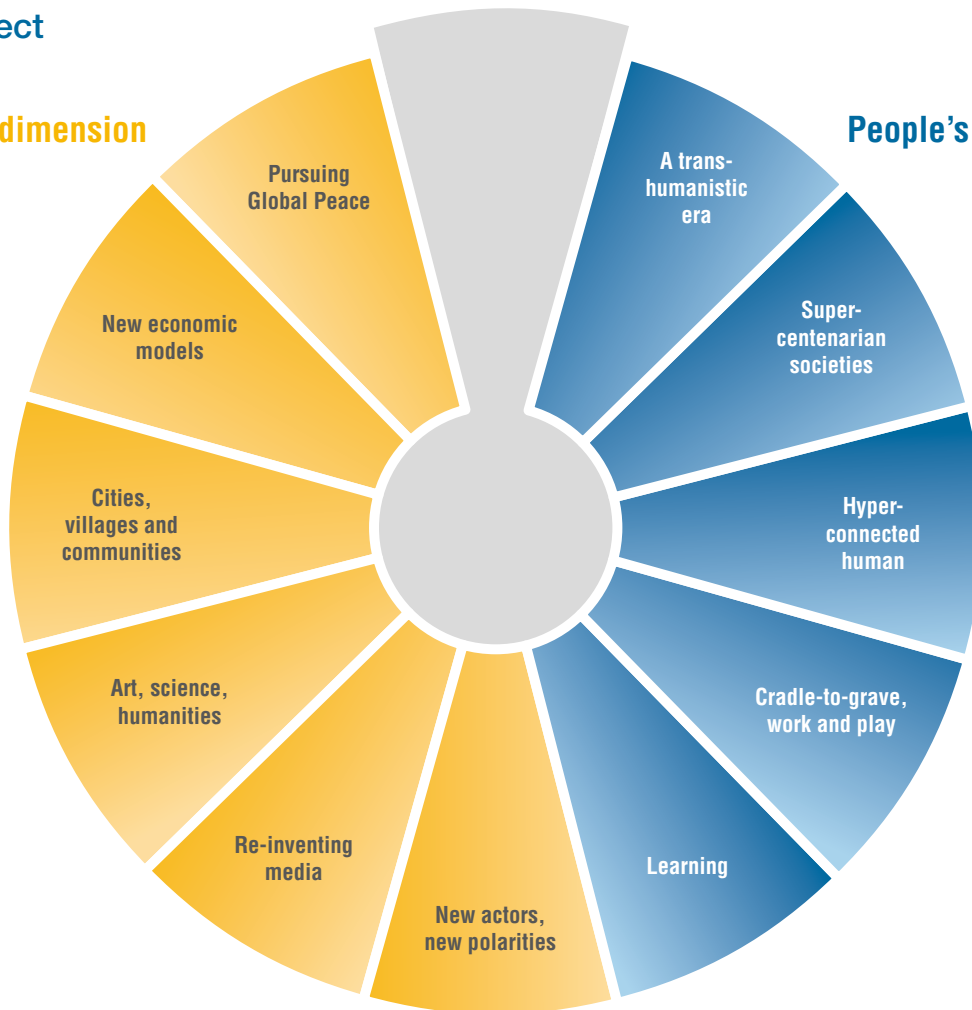 ect
dimension
People's
Pursuing
Global Peace
A trans-
humanistic
era
New economic
models
Super-
centenarian
societies
Cities,
villages and
communities
Hyper-
connected
human
Art, science,
humanities
Cradle-to-grave,
work and play
Re-inventing
media
Learning
New actors,
new polarities